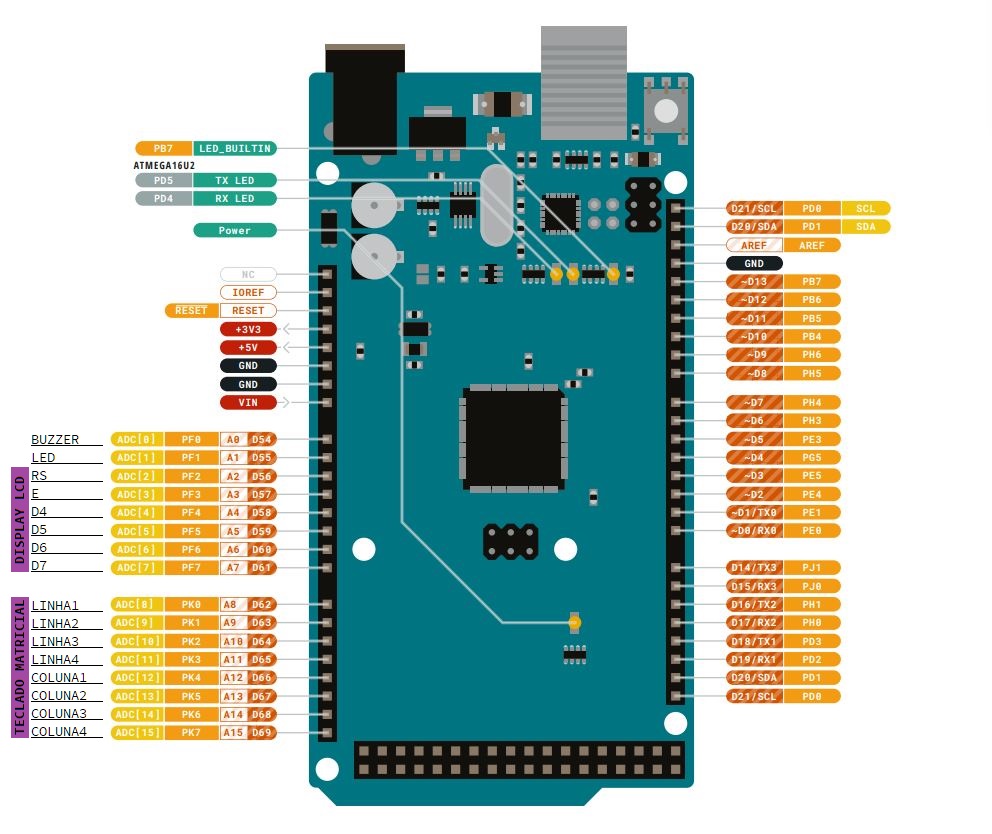 PB7 LED_BUILTIN
ATMEGA16U2
PD5 TX LED
PD4 RX LED
Power
NC
IOREF
RESET RESET
+3V3
+5V
GND
GND
VIN
BUZZER ADC[0] PF0 A0 D54
LED ADC[1] PF1 A1 D55
DISPLAY LCD
RS ADC[2] PF2 A2 D56
E ADC[3] PF3 A3 D57
D4 ADC[4] PF4 A4 D58
D5 ADC[5] PF5 A5 D59
D6 ADC[6] PF6 A6 D60
D7 ADC[7] PF7 A7 D61
TECLADO MATRICIAL
LINHA1 ADC[8] PK0 A8 D62
LINHA2 ADC[9] PK1 A9 D63
LINHA3 ADC[10] PK2 A10 D64
LINHA4 ADC[11] PK3 A11 D65
COLUNA1 ADC[12] PK4 A12 D66
COLUNA2 ADC[13] PK5 A13 D67
COLUNA3 ADC[14] PK6 A14 D68
COLUNA4 ADC[15] PK7 A15 D69
D21/SCL PD0 SCL
D20/SDA PD1 SDA
AREF AREF
GND
~D13 PB7
~D12 PB6
~D11 PB5
~D10 PB4
~D9 PH6
~D8 PH5
~D7 PH4
~D6 PH3
~D5 PE3
~D4 PG5
~D3 PE5
~D2 PE4
~D1/TX0 PE1
~D0/RX0 PE0
D14/TX3 PJ1
D15/RX3 PJ0
D16/TX2 PH1
D17/RX2 PH0
D18/TX1 PD3
D19/RX1 PD2
D20/SDA PD1
D21/SCL PD0